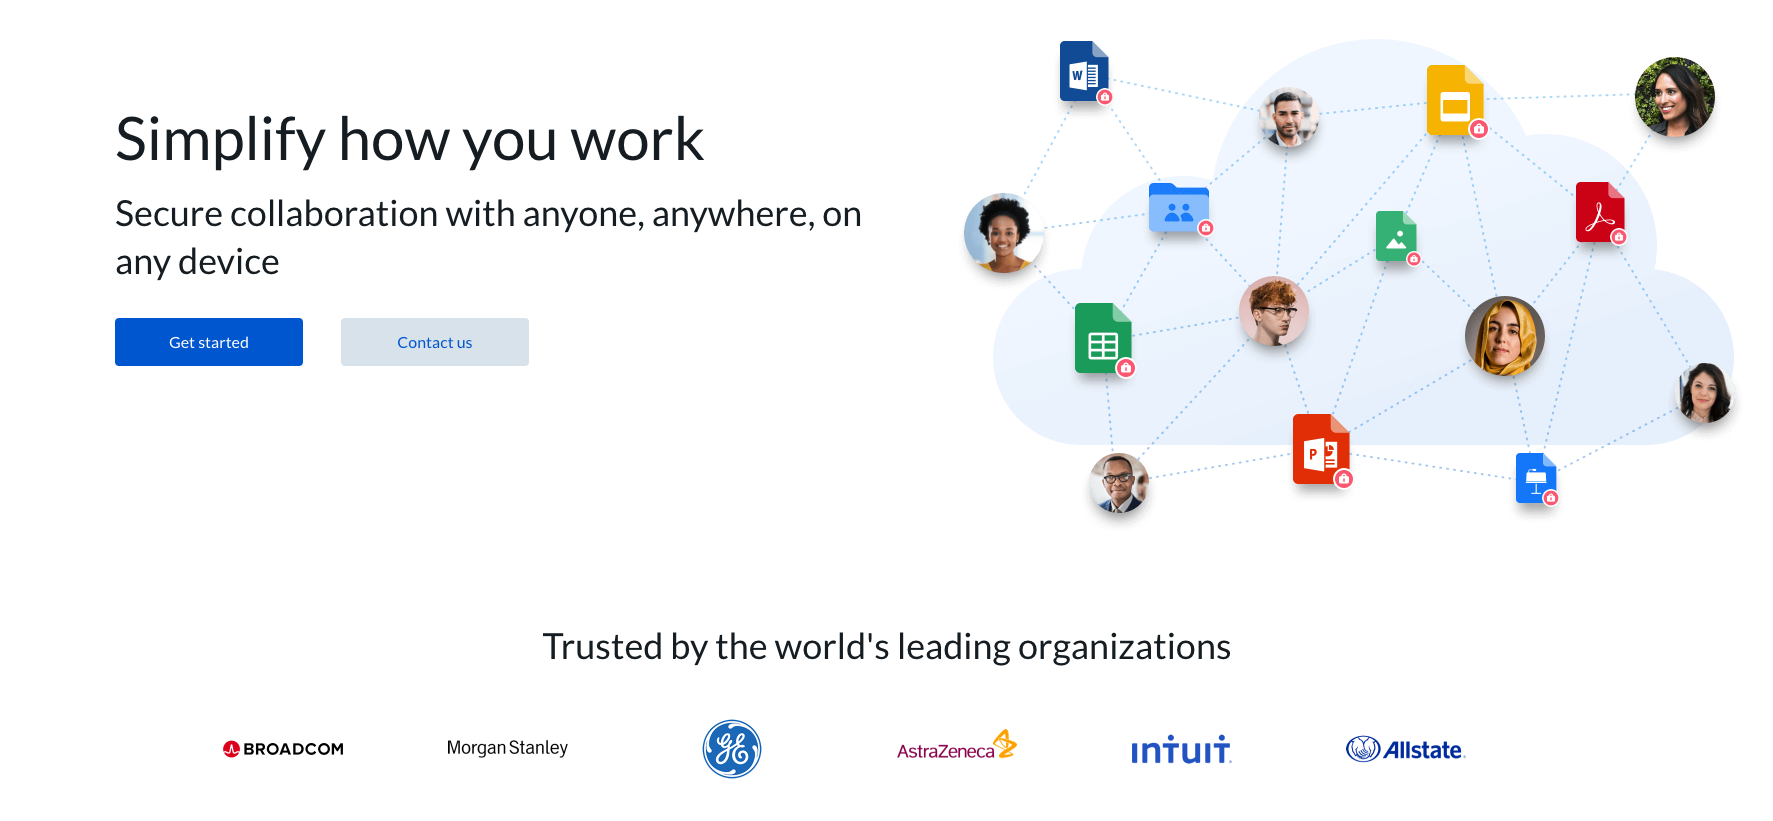 Simplify how you work
Secure collaboration with anyone, anywhere, on
any device
Get started
Contact us
W
P
Trusted by the world's leading organizations
BROADCOM
Morgan Stanley
GE
AstraZeneca
INTUIT
Allstate